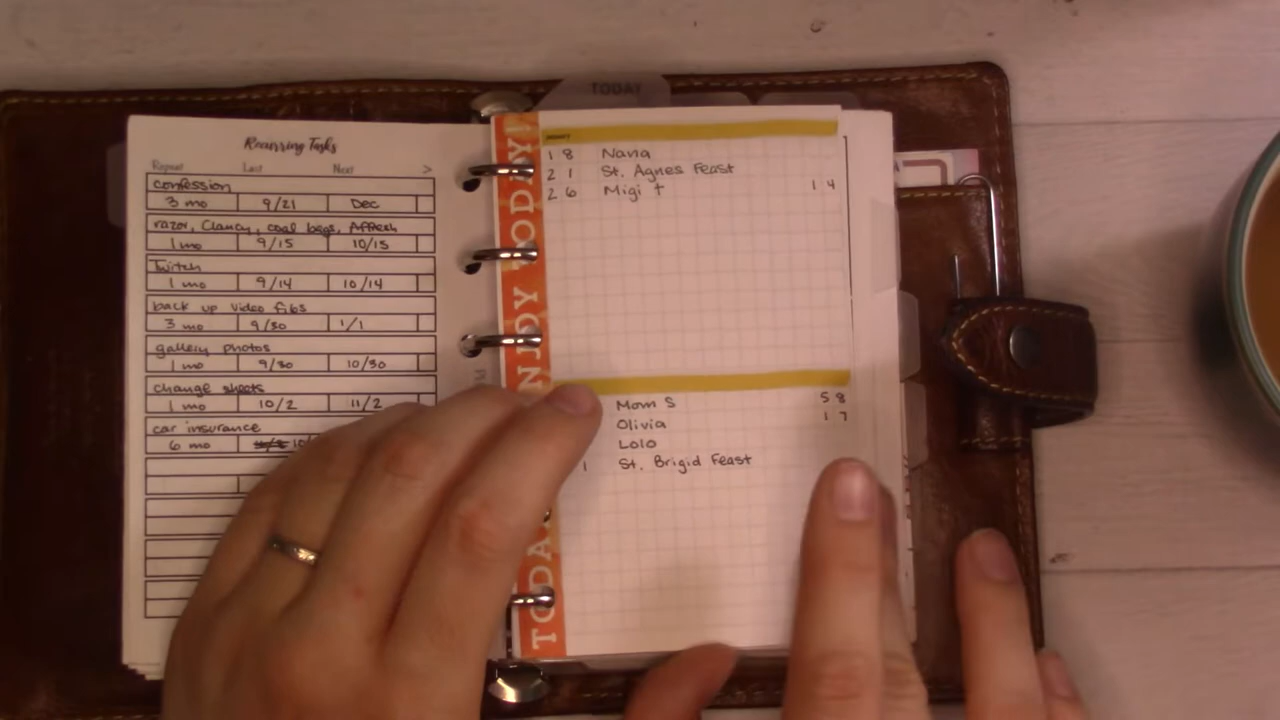 TODAY
Recurring Tasks
Repeat Last Next >
confession
3 mo 9/21 Dec
razor, Clancy, coal bags, Affresh
1 mo 9/15 10/15
Twitch
1 mo 9/14 10/14
back up video files
3 mo 9/30 1/1
gallery photos
1 mo 9/30 10/30
change sheets
1 mo 10/2 11/2
car insurance
6 mo 10
TODAY
NDY TODAY!
1 8 Nana
2 1 St. Agnes Feast
2 6 Migi † 1 4
Mom S 5 8
Olivia 1 7
Lolo
1 St. Brigid Feast